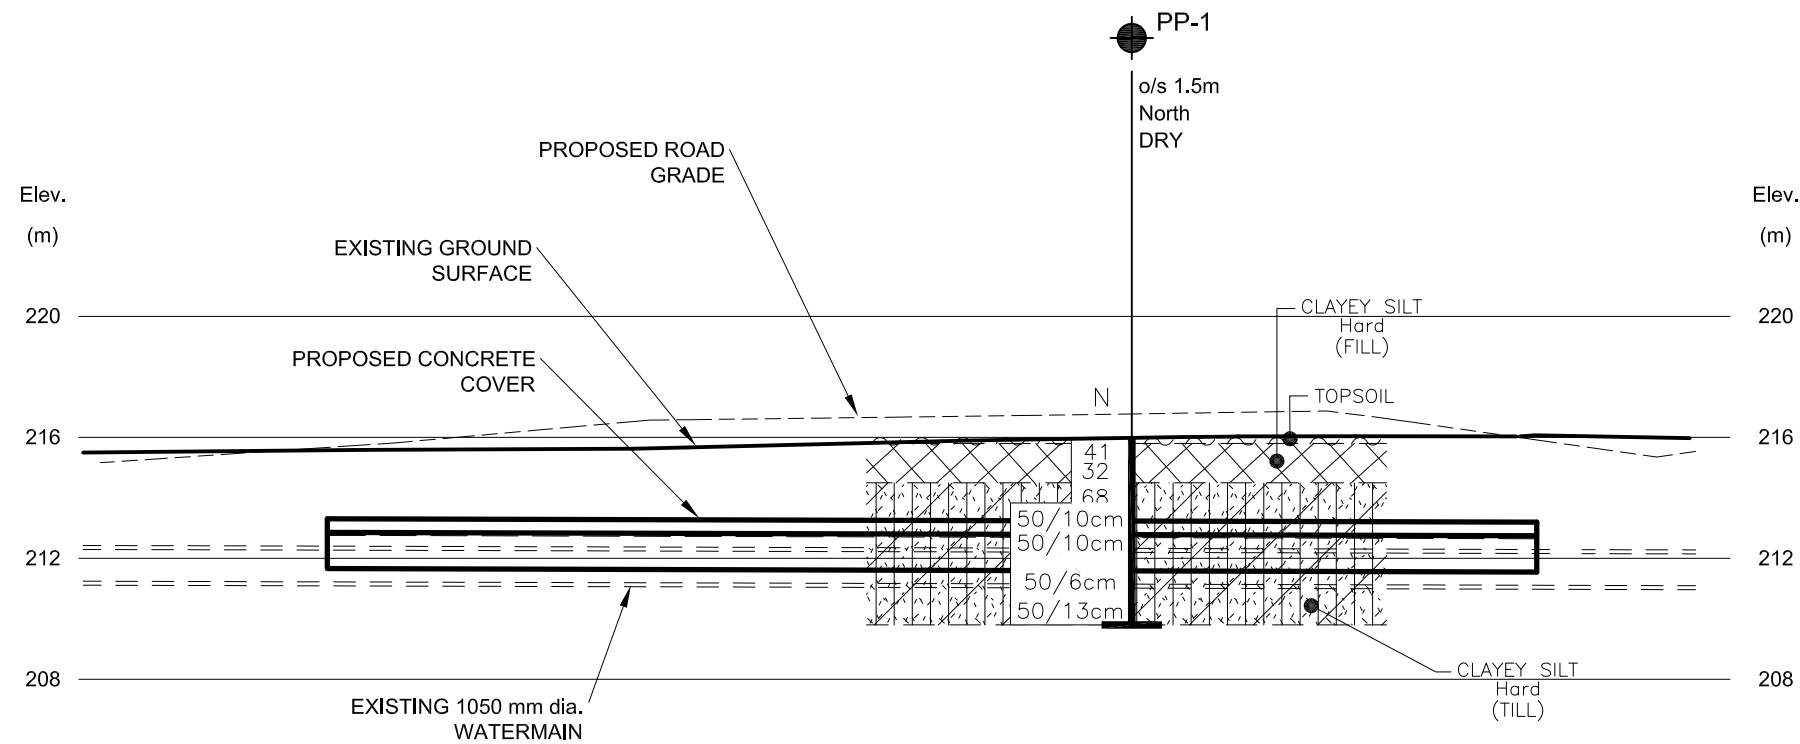 PP-1
o/s 1.5m
North
DRY
PROPOSED ROAD
GRADE
Elev.
(m)
Elev.
(m)
EXISTING GROUND
SURFACE
220
220
CLAYEY SILT
Hard
(FILL)
PROPOSED CONCRETE
COVER
N
TOPSOIL
216
216
41
32
68
50/10cm
50/10cm
212
212
50/6cm
50/13cm
208
208
CLAYEY SILT
Hard
(TILL)
EXISTING 1050 mm dia.
WATERMAIN